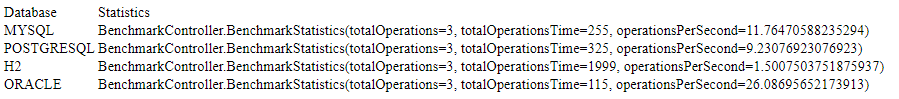 Database Statistics
MYSQL BenchmarkController.BenchmarkStatistics(totalOperations=3, totalOperationsTime=255, operationsPerSecond=11.76470588235294)
POSTGRESQL BenchmarkController.BenchmarkStatistics(totalOperations=3, totalOperationsTime=325, operationsPerSecond=9.23076923076923)
H2 BenchmarkController.BenchmarkStatistics(totalOperations=3, totalOperationsTime=1999, operationsPerSecond=1.5007503751875937)
ORACLE BenchmarkController.BenchmarkStatistics(totalOperations=3, totalOperationsTime=115, operationsPerSecond=26.08695652173913)